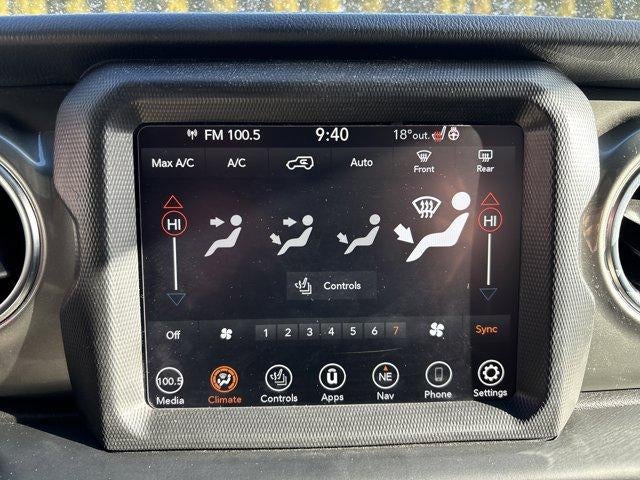 FM 100.5 9:40 18°out.
Max A/C A/C Auto Front Rear
HI HI
Controls
Off 1 2 3 4 5 6 7 Sync
100.5 NE
Media Climate Controls Apps Nav Phone Settings